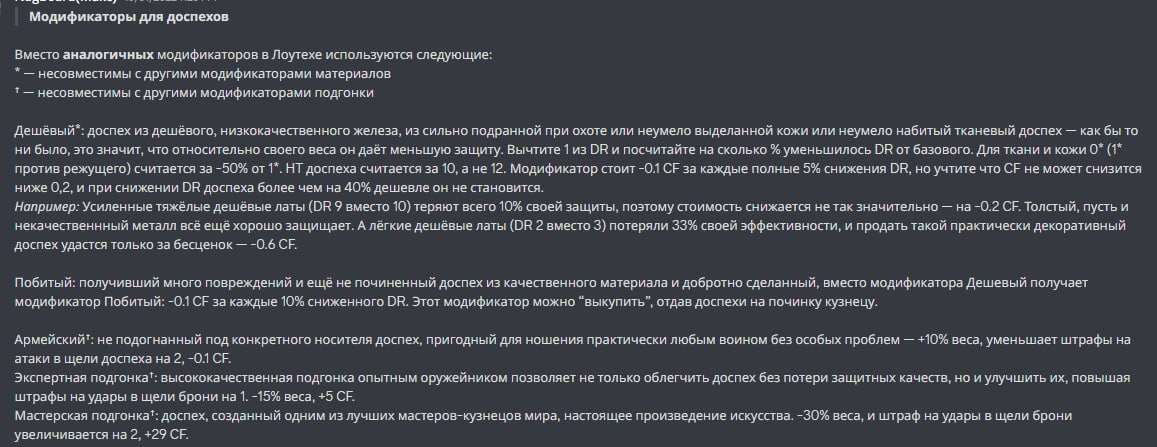 Модификаторы для доспехов
Вместо аналогичных модификаторов в Лоутехе используются следующие:
* — несовместимы с другими модификаторами материалов
† — несовместимы с другими модификаторами подгонки
Дешёвый*: доспех из дешёвого, низкокачественного железа, из сильно подранной при охоте или неумело выделанной кожи или неумело набитый тканевый доспех — как бы то
ни было, это значит, что относительно своего веса он даёт меньшую защиту. Вычтите 1 из DR и посчитайте на сколько % уменьшилось DR от базового. Для ткани и кожи 0* (1*
против режущего) считается за -50% от 1*. HT доспеха считается за 10, а не 12. Модификатор стоит -0.1 CF за каждые полные 5% снижения DR, но учтите что CF не может снизится
ниже 0,2, и при снижении DR доспеха более чем на 40% дешевле он не становится.
Например: Усиленные тяжёлые дешёвые латы (DR 9 вместо 10) теряют всего 10% своей защиты, поэтому стоимость снижается не так значительно — на -0.2 CF. Толстый, пусть и
некачественнный металл всё ещё хорошо защищает. А лёгкие дешёвые латы (DR 2 вместо 3) потеряли 33% своей эффективности, и продать такой практически декоративный
доспех удастся только за бесценок — -0.6 CF.
Побитый: получивший много повреждений и ещё не починенный доспех из качественного материала и добротно сделанный, вместо модификатора Дешевый получает
модификатор Побитый: -0.1 CF за каждые 10% сниженного DR. Этот модификатор можно “выкупить”, отдав доспехи на починку кузнецу.
Армейский†: не подогнанный под конкретного носителя доспех, пригодный для ношения практически любым воином без особых проблем — +10% веса, уменьшает штрафы на
атаки в щели доспеха на 2, -0.1 CF.
Экспертная подгонка†: высококачественная подгонка опытным оружейником позволяет не только облегчить доспех без потери защитных качеств, но и улучшить их, повышая
штрафы на удары в щели брони на 1. -15% веса, +5 CF.
Мастерская подгонка†: доспех, созданный одним из лучших мастеров-кузнецов мира, настоящее произведение искусства. -30% веса, и штраф на удары в щели брони
увеличивается на 2, +29 CF.